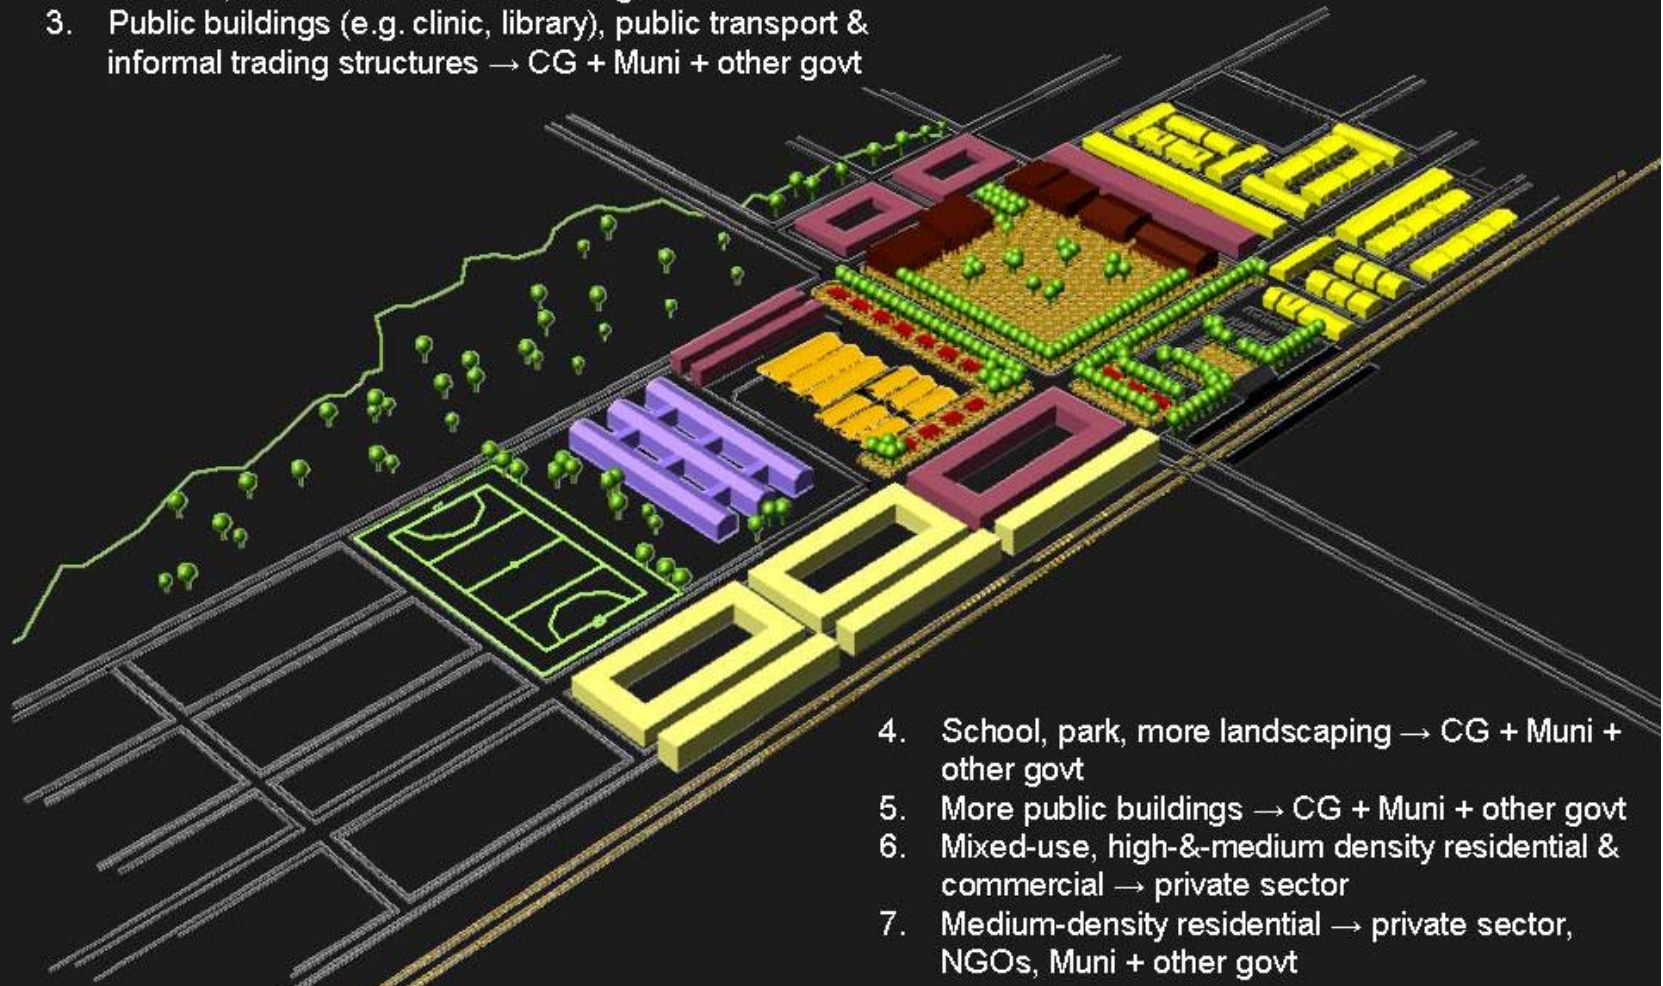 3. Public buildings (e.g. clinic, library), public transport &
informal trading structures → CG + Muni + other govt
4. School, park, more landscaping → CG + Muni +
other govt
5. More public buildings → CG + Muni + other govt
6. Mixed-use, high-&-medium density residential &
commercial → private sector
7. Medium-density residential → private sector,
NGOs, Muni + other govt